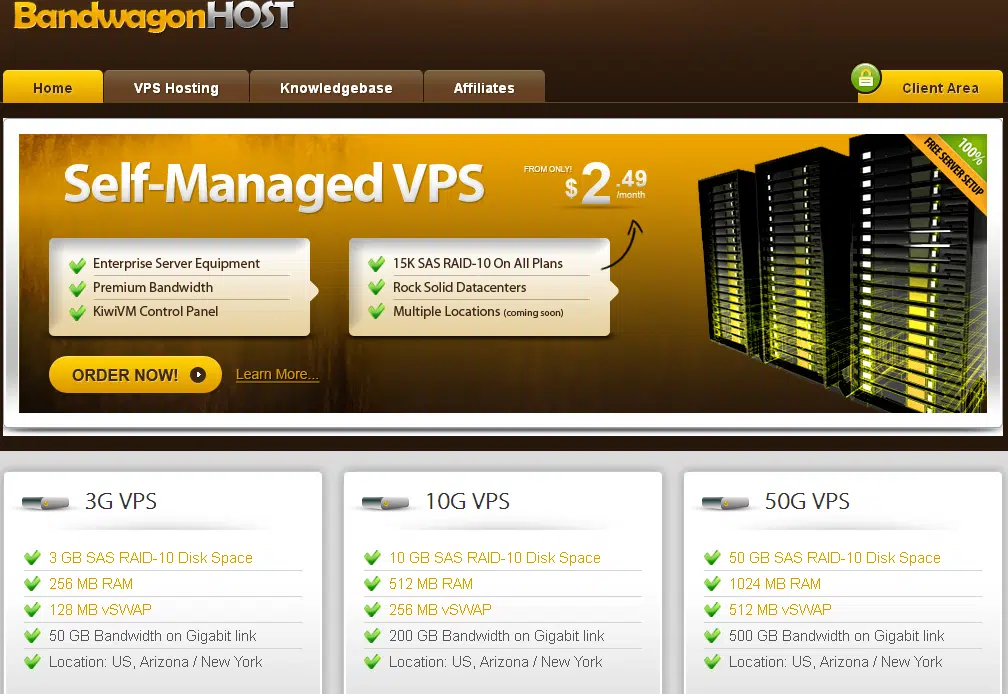 BandwagonHOST
Home
VPS Hosting
Knowledgebase
Affiliates
Client Area
Self-Managed VPS
FROM ONLY!
$2.49
/month
100%
FREE SERVER SETUP
Enterprise Server Equipment
Premium Bandwidth
KiwiVM Control Panel
15K SAS RAID-10 On All Plans
Rock Solid Datacenters
Multiple Locations (coming soon)
ORDER NOW!
Learn More...
3G VPS
3 GB SAS RAID-10 Disk Space
256 MB RAM
128 MB vSWAP
50 GB Bandwidth on Gigabit link
Location: US, Arizona / New York
10G VPS
10 GB SAS RAID-10 Disk Space
512 MB RAM
256 MB vSWAP
200 GB Bandwidth on Gigabit link
Location: US, Arizona / New York
50G VPS
50 GB SAS RAID-10 Disk Space
1024 MB RAM
512 MB vSWAP
500 GB Bandwidth on Gigabit link
Location: US, Arizona / New York